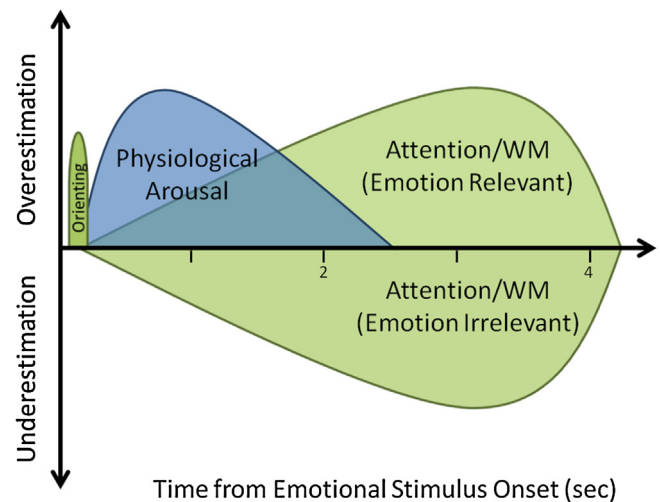 Overestimation
Underestimation
Orienting
Physiological
Arousal
Attention/WM
(Emotion Relevant)
2
4
Attention/WM
(Emotion Irrelevant)
Time from Emotional Stimulus Onset (sec)